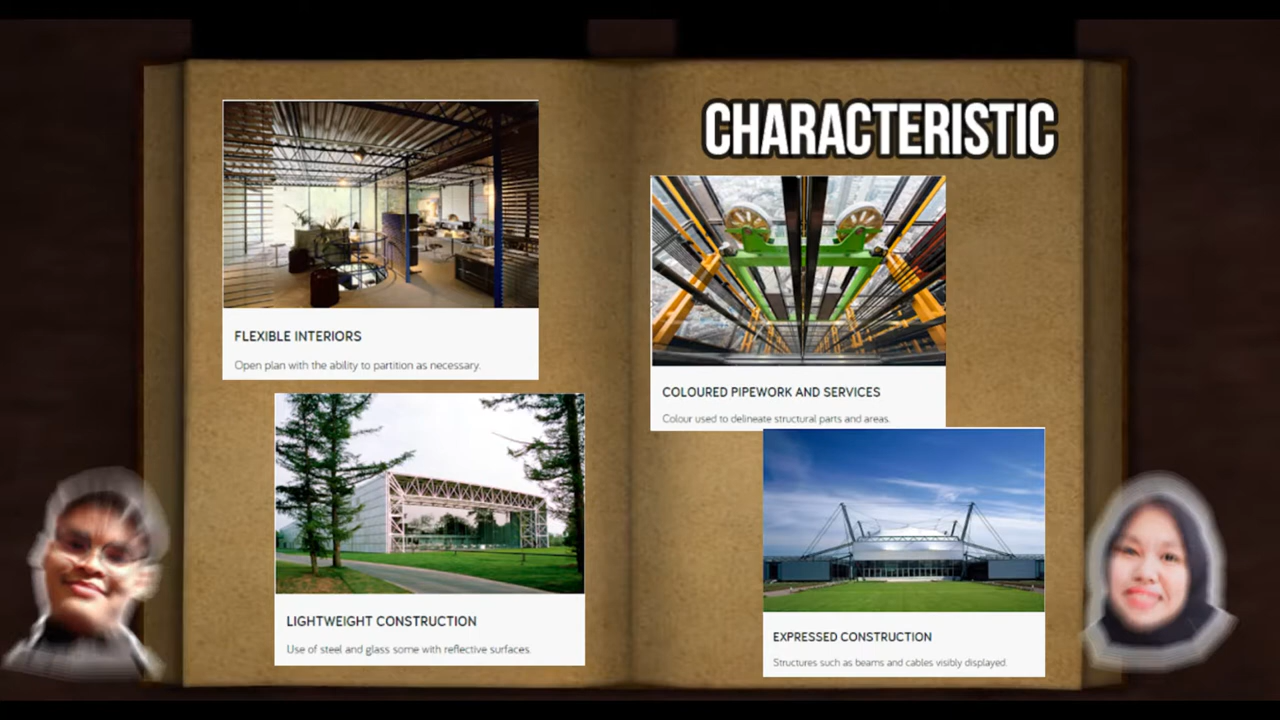 CHARACTERISTIC
FLEXIBLE INTERIORS
Open plan with the ability to partition as necessary.
LIGHTWEIGHT CONSTRUCTION
Use of steel and glass some with reflective surfaces.
COLOURED PIPEWORK AND SERVICES
Colour used to delineate structural parts and areas.
EXPRESSED CONSTRUCTION
Structures such as beams and cables visibly displayed.